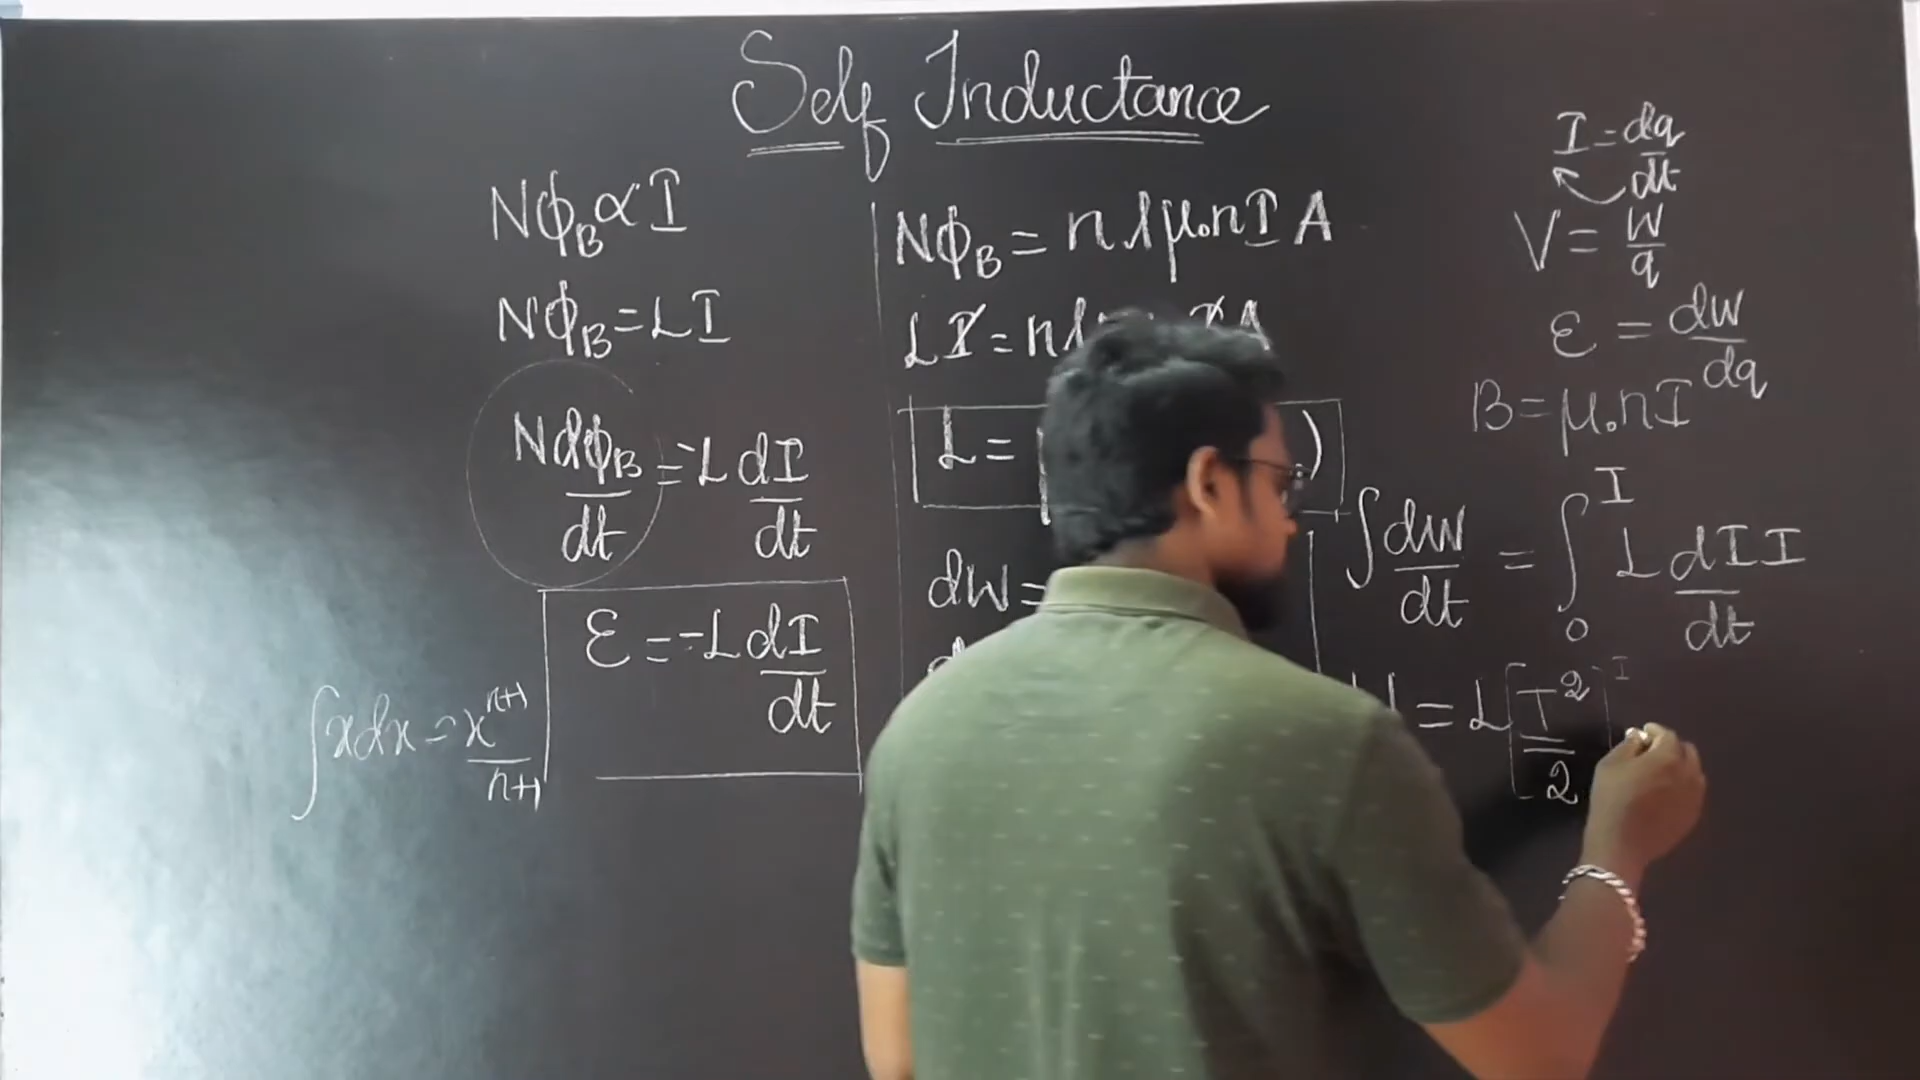 Self Inductance
NϕB ∝ I
NϕB = LI
NdϕB/dt = -L dI/dt
ε = -L dI/dt
∫x dx = x^(n+1)/(n+1)
NϕB = n l μ₀ n I A
L I = n l
L =
dW =
I = dq/dt
V = W/q
ε = dW/dq
B = μ₀ n I
∫ dW/dt = ∫₀^I L dI/dt I
= L [I²/2]^I